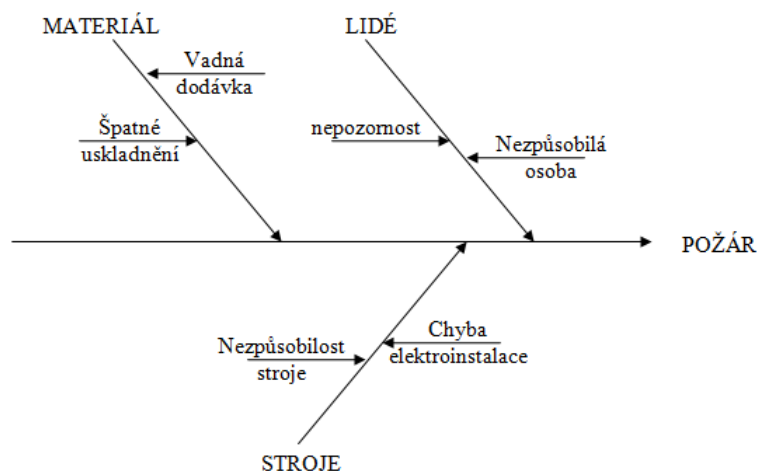 MATERIÁL
LIDÉ
Vadná
dodávka
Špatné
uskladnění
nepozornost
Nezpůsobilá
osoba
POŽÁR
Nezpůsobilost
stroje
Chyba
elektroinstalace
STROJE